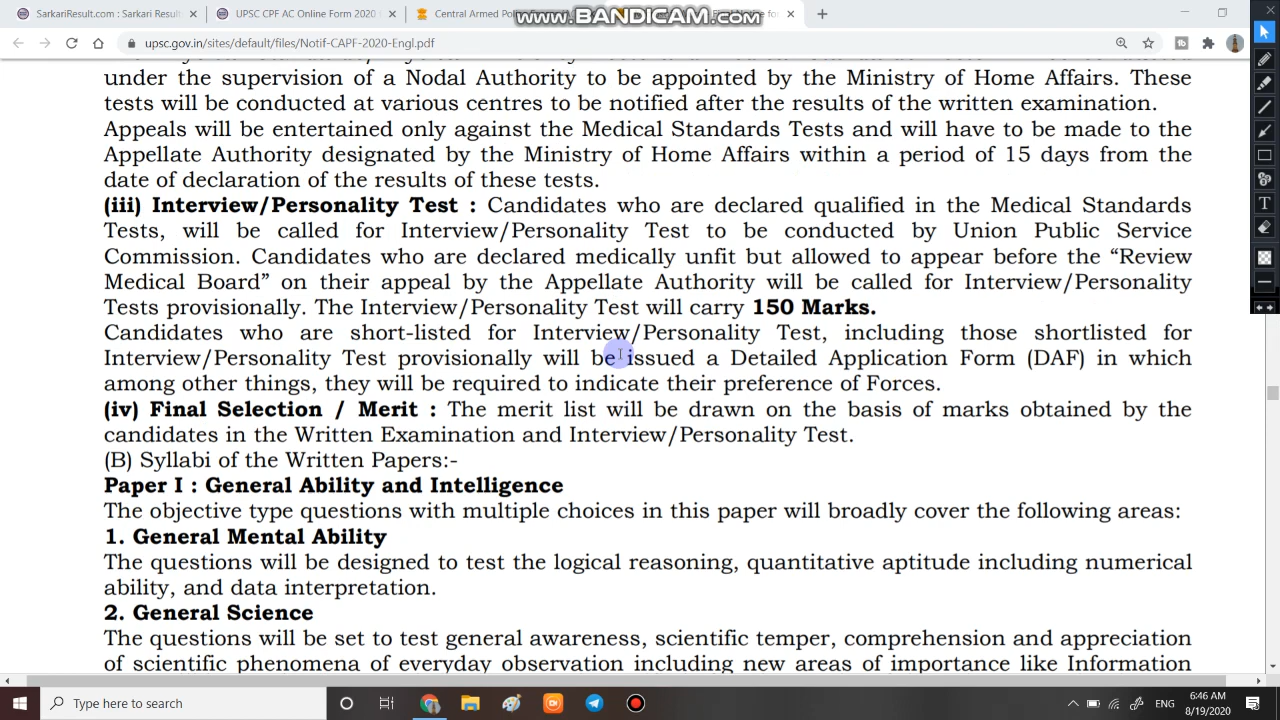 SarkariResult.com : Sarkari Result
UPSC CPF AC Online Form 2020
Central Armed Po
www.BANDICAM.com
for
upsc.gov.in/sites/default/files/Notif-CAPF-2020-Engl.pdf
under the supervision of a Nodal Authority to be appointed by the Ministry of Home Affairs. These
tests will be conducted at various centres to be notified after the results of the written examination.
Appeals will be entertained only against the Medical Standards Tests and will have to be made to the
Appellate Authority designated by the Ministry of Home Affairs within a period of 15 days from the
date of declaration of the results of these tests.
(iii) Interview/Personality Test : Candidates who are declared qualified in the Medical Standards
Tests, will be called for Interview/Personality Test to be conducted by Union Public Service
Commission. Candidates who are declared medically unfit but allowed to appear before the “Review
Medical Board” on their appeal by the Appellate Authority will be called for Interview/Personality
Tests provisionally. The Interview/Personality Test will carry 150 Marks.
Candidates who are short-listed for Interview/Personality Test, including those shortlisted for
Interview/Personality Test provisionally will be issued a Detailed Application Form (DAF) in which
among other things, they will be required to indicate their preference of Forces.
(iv) Final Selection / Merit : The merit list will be drawn on the basis of marks obtained by the
candidates in the Written Examination and Interview/Personality Test.
(B) Syllabi of the Written Papers:-
Paper I : General Ability and Intelligence
The objective type questions with multiple choices in this paper will broadly cover the following areas:
1. General Mental Ability
The questions will be designed to test the logical reasoning, quantitative aptitude including numerical
ability, and data interpretation.
2. General Science
The questions will be set to test general awareness, scientific temper, comprehension and appreciation
of scientific phenomena of everyday observation including new areas of importance like Information
Type here to search
ENG
6:46 AM
8/19/2020